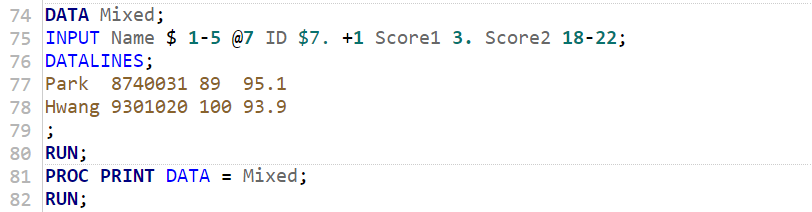 74 DATA Mixed;
75 INPUT Name $ 1-5 @7 ID $7. +1 Score1 3. Score2 18-22;
76 DATALINES;
77 Park  8740031 89  95.1
78 Hwang 9301020 100 93.9
79 ;
80 RUN;
81 PROC PRINT DATA = Mixed;
82 RUN;